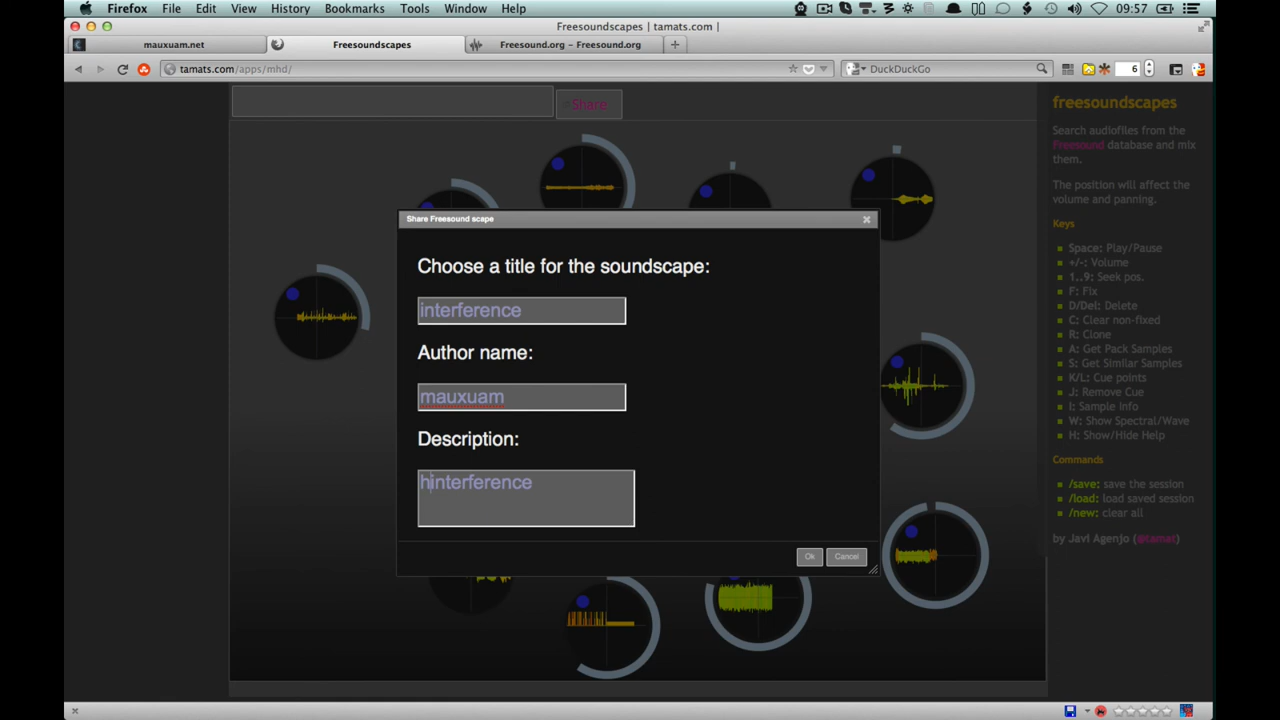 Firefox File Edit View History Bookmarks Tools Window Help 09:57
Freesoundscapes | tamats.com |
mauxuam.net Freesoundscapes Freesound.org – Freesound.org
tamats.com/apps/mhd/ DuckDuckGo 6
Share
freesoundscapes
Search audiofiles from the
Freesound database and mix
them.
The position will affect the
volume and panning.
Keys
Space: Play/Pause
+/-: Volume
1..9: Seek pos.
F: Fix
D/Del: Delete
C: Clear non-fixed
R: Clone
A: Get Pack Samples
S: Get Similar Samples
K/L: Cue points
J: Remove Cue
I: Sample Info
W: Show Spectral/Wave
H: Show/Hide Help
Commands
/save: save the session
/load: load saved session
/new: clear all
by Javi Agenjo (@tamat)
Share Freesound scape
Choose a title for the soundscape:
interference
Author name:
mauxuam
Description:
hinterference
Ok Cancel